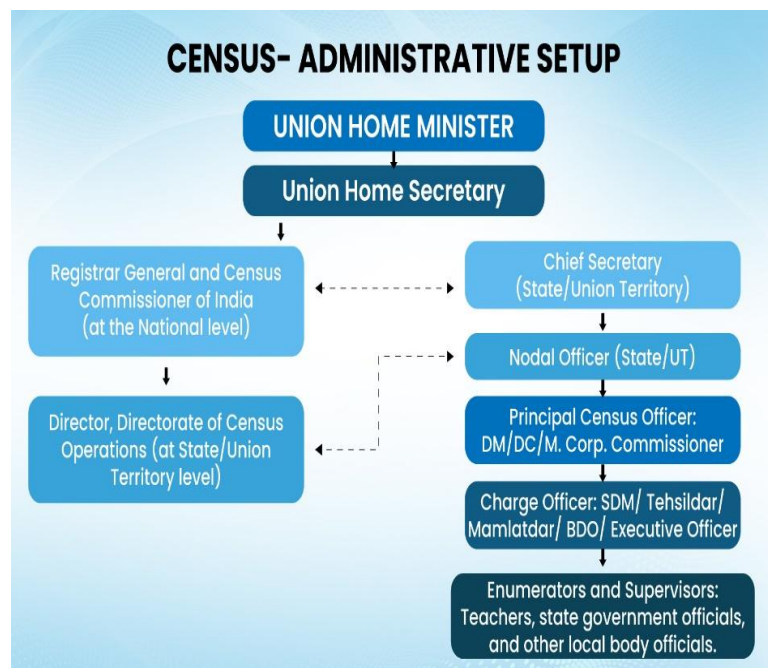 CENSUS- ADMINISTRATIVE SETUP
UNION HOME MINISTER
Union Home Secretary
Registrar General and Census
Commissioner of India
(at the National level)
Director, Directorate of Census
Operations (at State/Union
Territory level)
Chief Secretary
(State/Union Territory)
Nodal Officer (State/UT)
Principal Census Officer:
DM/DC/M. Corp. Commissioner
Charge Officer: SDM/ Tehsildar/
Mamlatdar/ BDO/ Executive Officer
Enumerators and Supervisors:
Teachers, state government officials,
and other local body officials.